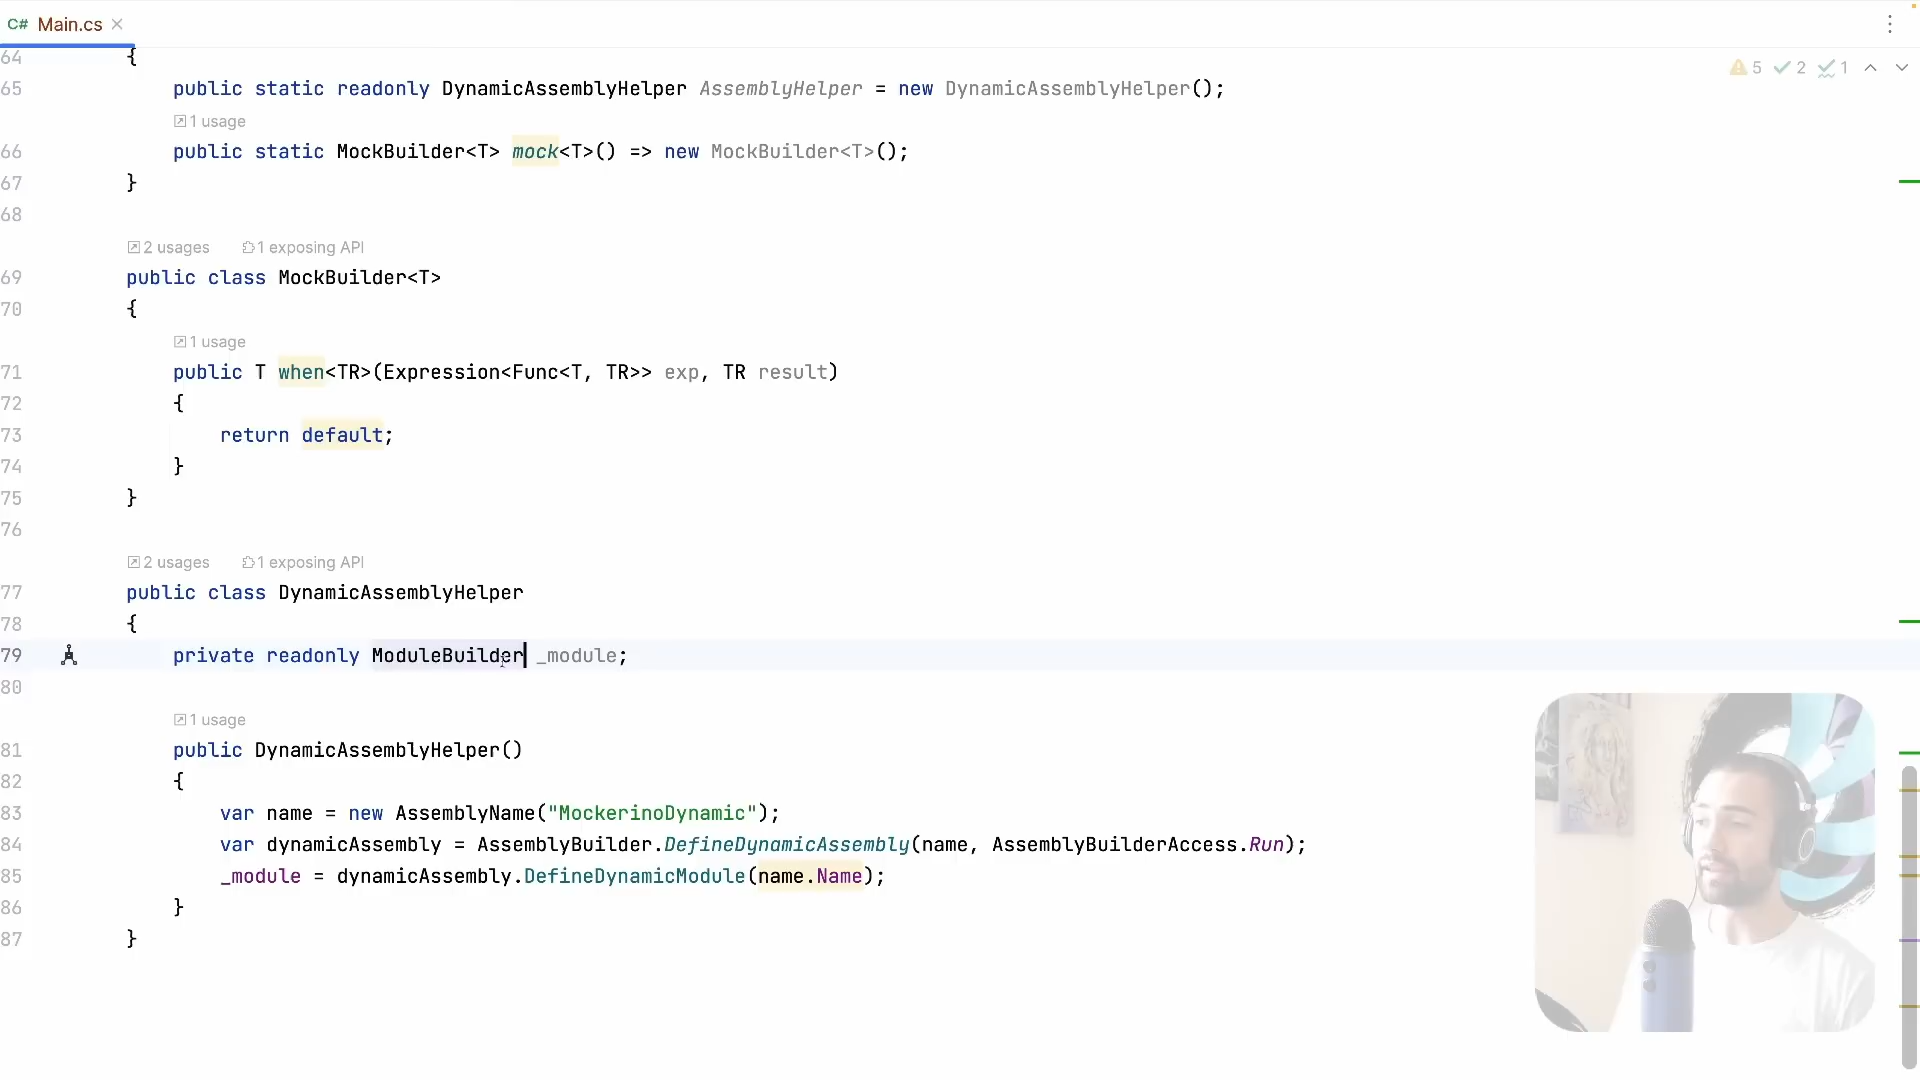 C# Main.cs
64 {
5 2 1
65 public static readonly DynamicAssemblyHelper AssemblyHelper = new DynamicAssemblyHelper();
1 usage
66 public static MockBuilder<T> mock<T>() => new MockBuilder<T>();
67 }
68
2 usages 1 exposing API
69 public class MockBuilder<T>
70 {
1 usage
71 public T when<TR>(Expression<Func<T, TR>> exp, TR result)
72 {
73 return default;
74 }
75 }
76
2 usages 1 exposing API
77 public class DynamicAssemblyHelper
78 {
79 private readonly ModuleBuilder _module;
80
1 usage
81 public DynamicAssemblyHelper()
82 {
83 var name = new AssemblyName("MockerinoDynamic");
84 var dynamicAssembly = AssemblyBuilder.DefineDynamicAssembly(name, AssemblyBuilderAccess.Run);
85 _module = dynamicAssembly.DefineDynamicModule(name.Name);
86 }
87 }